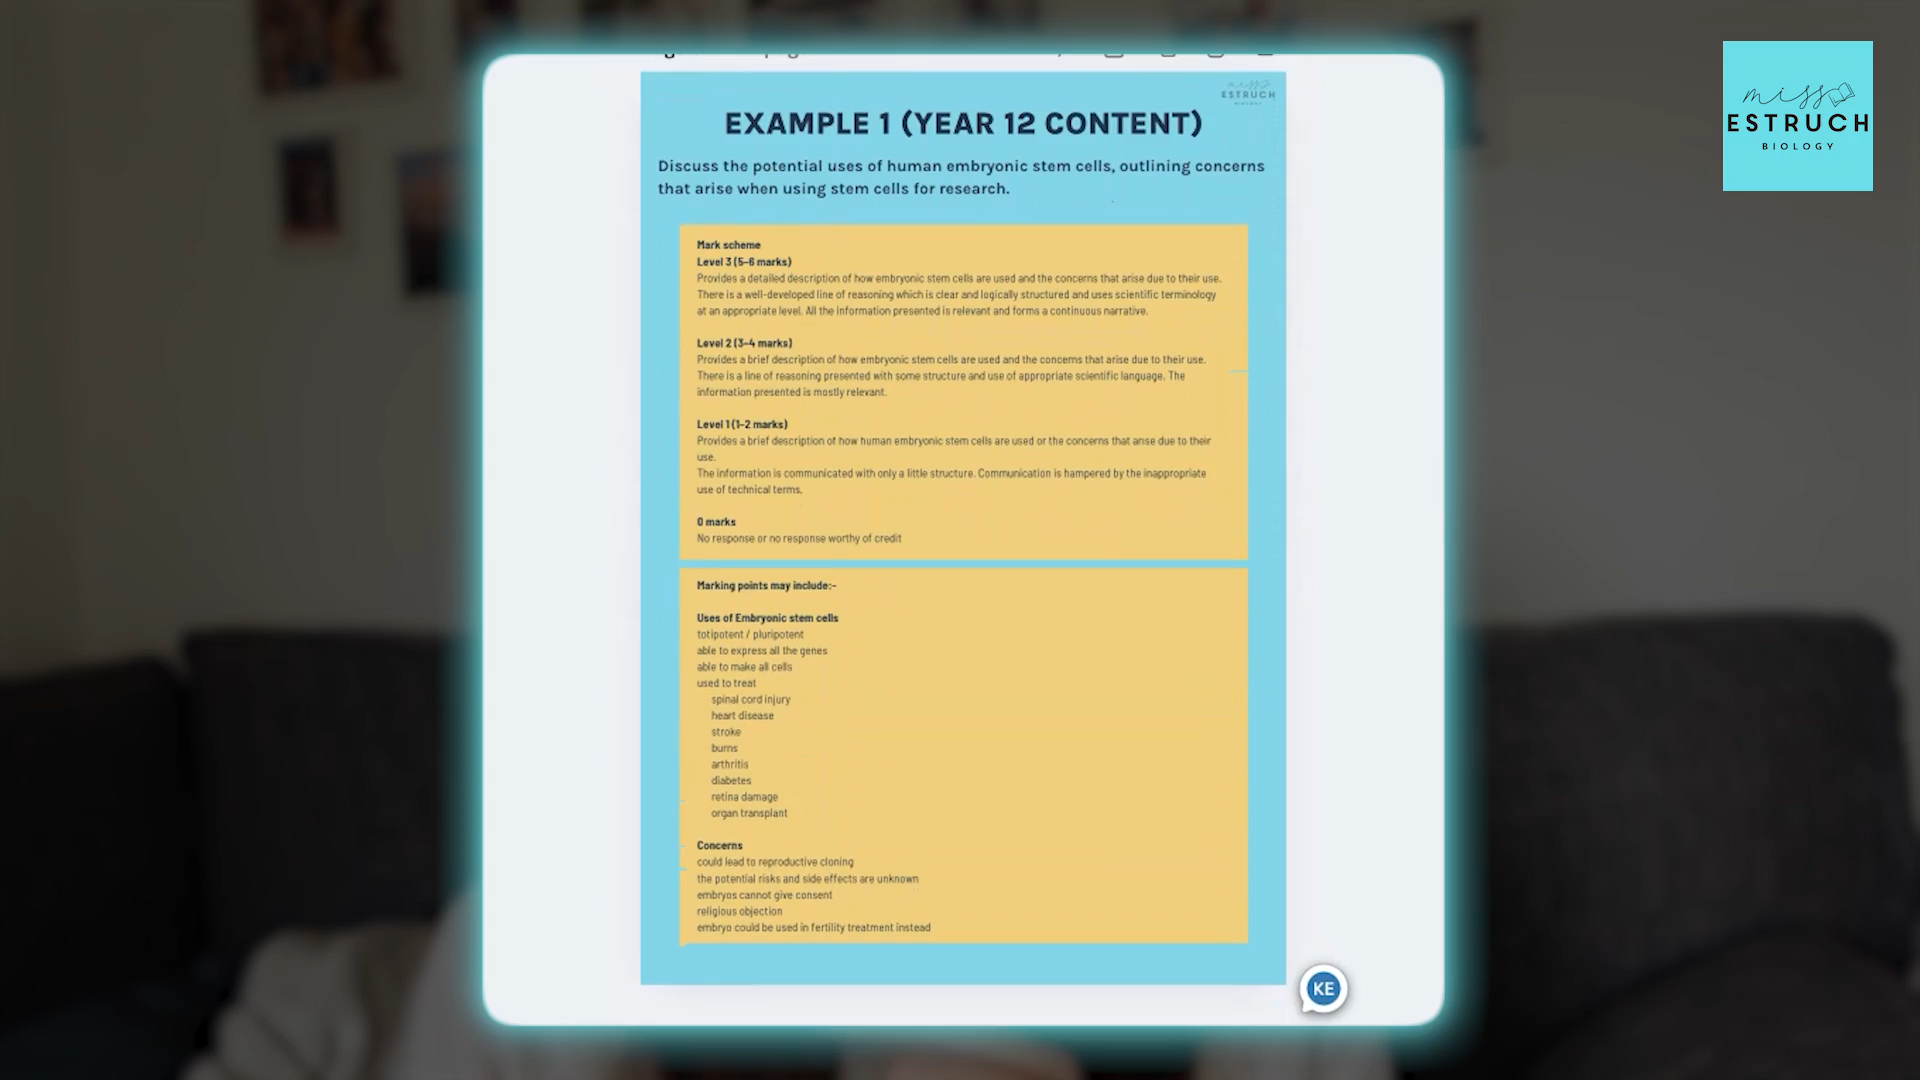 miss
ESTRUCH
BIOLOGY
EXAMPLE 1 (YEAR 12 CONTENT)
Discuss the potential uses of human embryonic stem cells, outlining concerns
that arise when using stem cells for research.
Mark scheme
Level 3 (5-6 marks)
Provides a detailed description of how embryonic stem cells are used and the concerns that arise due to their use.
There is a well-developed line of reasoning which is clear and logically structured and uses scientific terminology
at an appropriate level. All the information presented is relevant and forms a continuous narrative.
Level 2 (3-4 marks)
Provides a brief description of how embryonic stem cells are used and the concerns that arise due to their use.
There is a line of reasoning presented with some structure and use of appropriate scientific language. The
information presented is mostly relevant.
Level 1 (1-2 marks)
Provides a brief description of how human embryonic stem cells are used or the concerns that arise due to their
use.
The information is communicated with only a little structure. Communication is hampered by the inappropriate
use of technical terms.
0 marks
No response or no response worthy of credit
Marking points may include:-
Uses of Embryonic stem cells
totipotent / pluripotent
able to express all the genes
able to make all cells
used to treat
spinal cord injury
heart disease
stroke
burns
arthritis
diabetes
retina damage
organ transplant
Concerns
could lead to reproductive cloning
the potential risks and side effects are unknown
embryos cannot give consent
religious objection
embryo could be used in fertility treatment instead
KE
miss
ESTRUCH
BIOLOGY